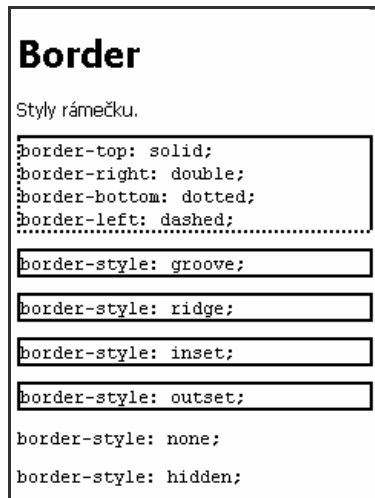 Border
Styly rámečku.
border-top: solid;
border-right: double;
border-bottom: dotted;
border-left: dashed;
border-style: groove;
border-style: ridge;
border-style: inset;
border-style: outset;
border-style: none;
border-style: hidden;